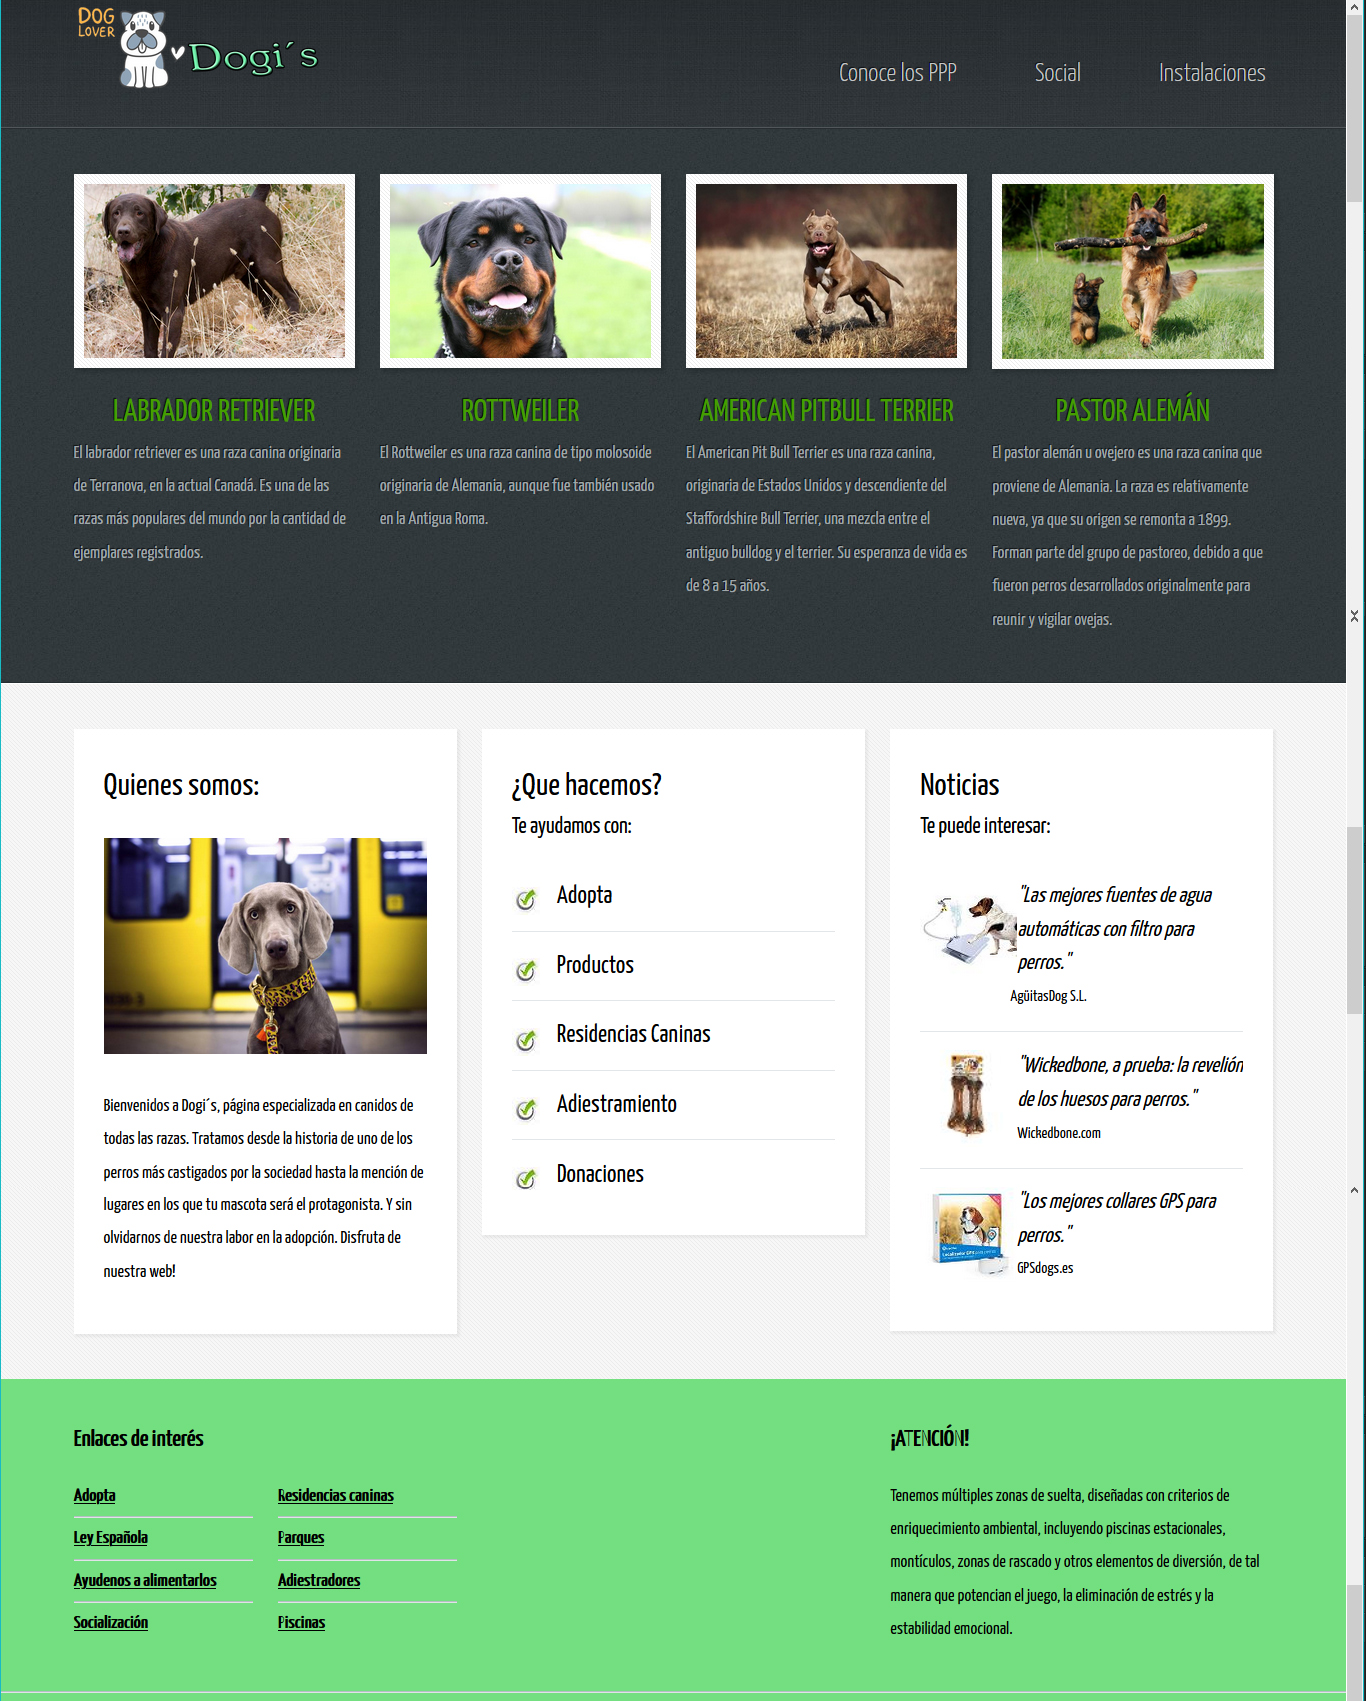 DOG
LOVER
Dogi´s
Conoce los PPP
Social
Instalaciones
LABRADOR RETRIEVER
El labrador retriever es una raza canina originaria
de Terranova, en la actual Canadá. Es una de las
razas más populares del mundo por la cantidad de
ejemplares registrados.
ROTTWEILER
El Rottweiler es una raza canina de tipo molosoide
originaria de Alemania, aunque fue también usado
en la Antigua Roma.
AMERICAN PITBULL TERRIER
El American Pit Bull Terrier es una raza canina,
originaria de Estados Unidos y descendiente del
Staffordshire Bull Terrier, una mezcla entre el
antiguo bulldog y el terrier. Su esperanza de vida es
de 8 a 15 años.
PASTOR ALEMÁN
El pastor alemán u ovejero es una raza canina que
proviene de Alemania. La raza es relativamente
nueva, ya que su origen se remonta a 1899.
Forman parte del grupo de pastoreo, debido a que
fueron perros desarrollados originalmente para
reunir y vigilar ovejas.
Quienes somos:
Bienvenidos a Dogi´s, página especializada en canidos de
todas las razas. Tratamos desde la historia de uno de los
perros más castigados por la sociedad hasta la mención de
lugares en los que tu mascota será el protagonista. Y sin
olvidarnos de nuestra labor en la adopción. Disfruta de
nuestra web!
¿Que hacemos?
Te ayudamos con:
Adopta
Productos
Residencias Caninas
Adiestramiento
Donaciones
Noticias
Te puede interesar:
"Las mejores fuentes de agua
automáticas con filtro para
perros."
AgüitasDog S.L.
"Wickedbone, a prueba: la revelión
de los huesos para perros."
Wickedbone.com
"Los mejores collares GPS para
perros."
GPSdogs.es
Enlaces de interés
Adopta
Ley Española
Ayudenos a alimentarlos
Socialización
Residencias caninas
Parques
Adiestradores
Piscinas
¡ATENCIÓN!
Tenemos múltiples zonas de suelta, diseñadas con criterios de
enriquecimiento ambiental, incluyendo piscinas estacionales,
montículos, zonas de rascado y otros elementos de diversión, de tal
manera que potencian el juego, la eliminación de estrés y la
estabilidad emocional.